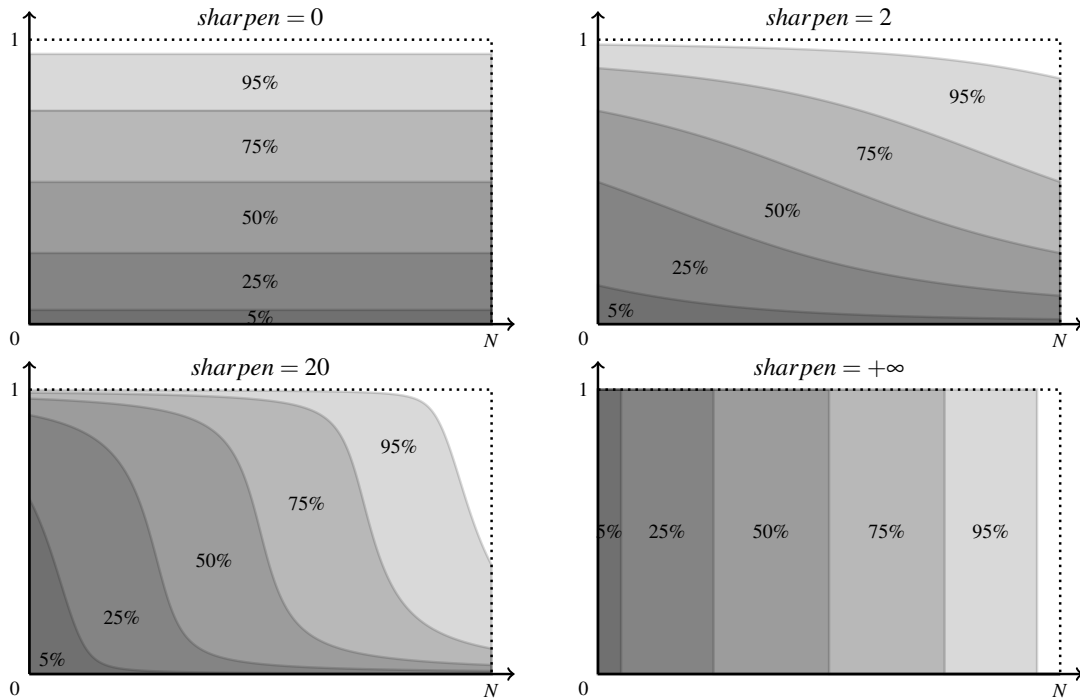 sharpen = 0
1
95%
75%
50%
25%
5%
0
N
sharpen = 2
1
95%
75%
50%
25%
5%
0
N
sharpen = 20
1
95%
75%
50%
25%
5%
0
N
sharpen = +∞
1
5% 25% 50% 75% 95%
0
N